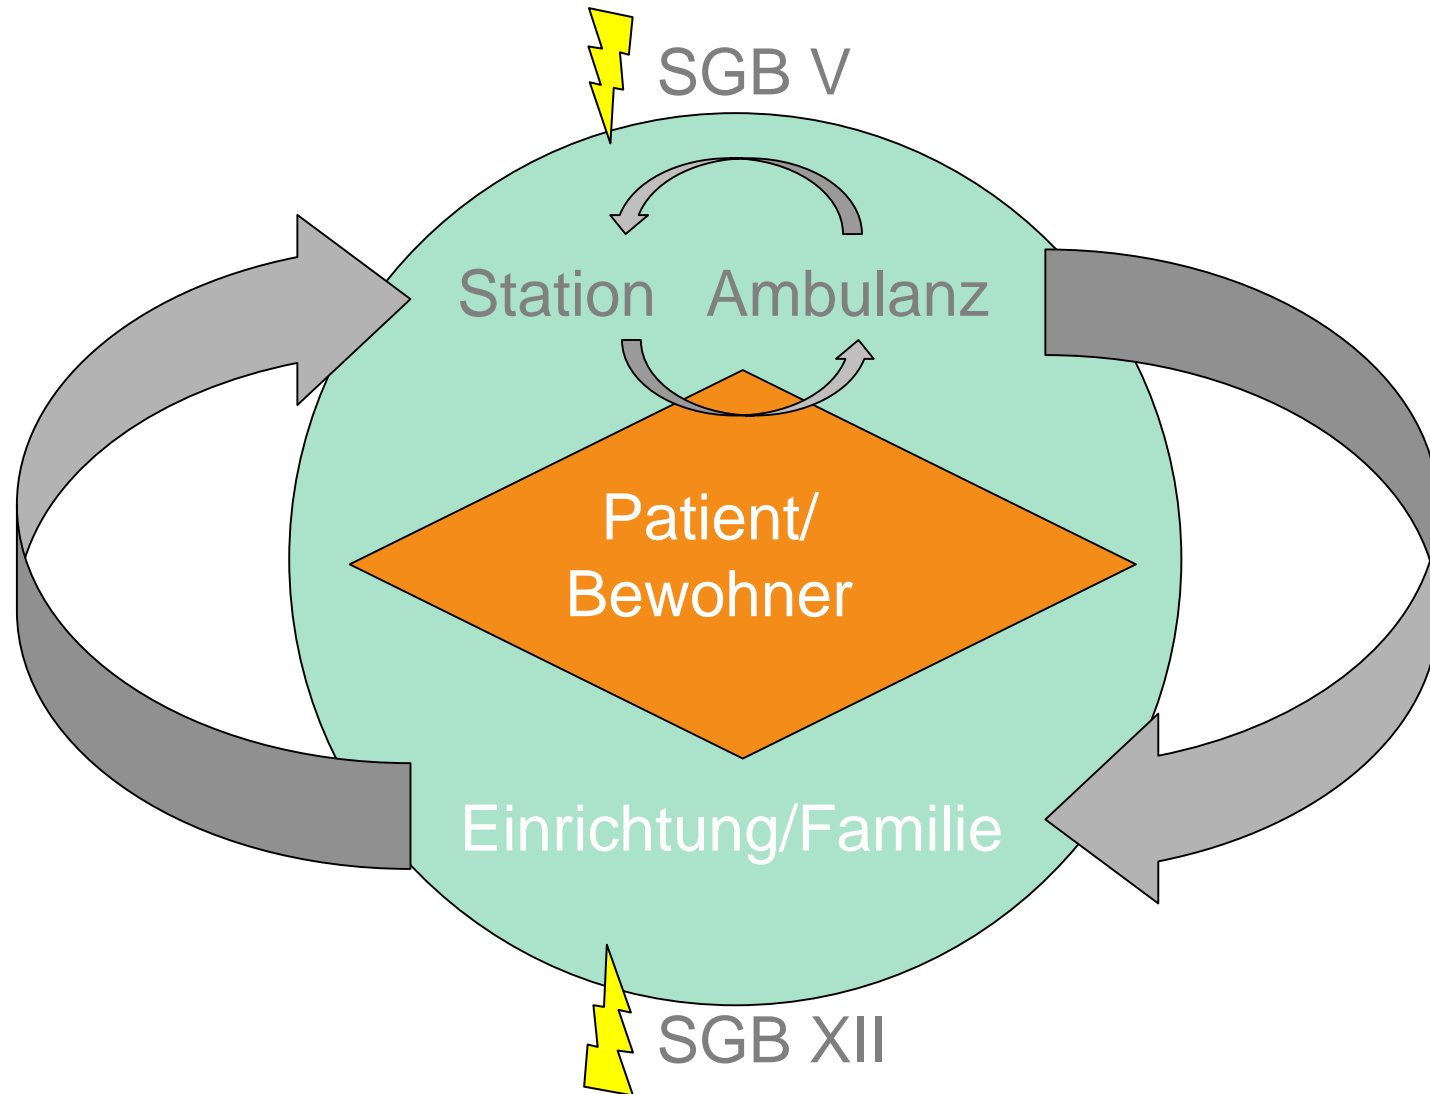 SGB V
Station Ambulanz
Patient/
Bewohner
Einrichtung/Familie
SGB XII